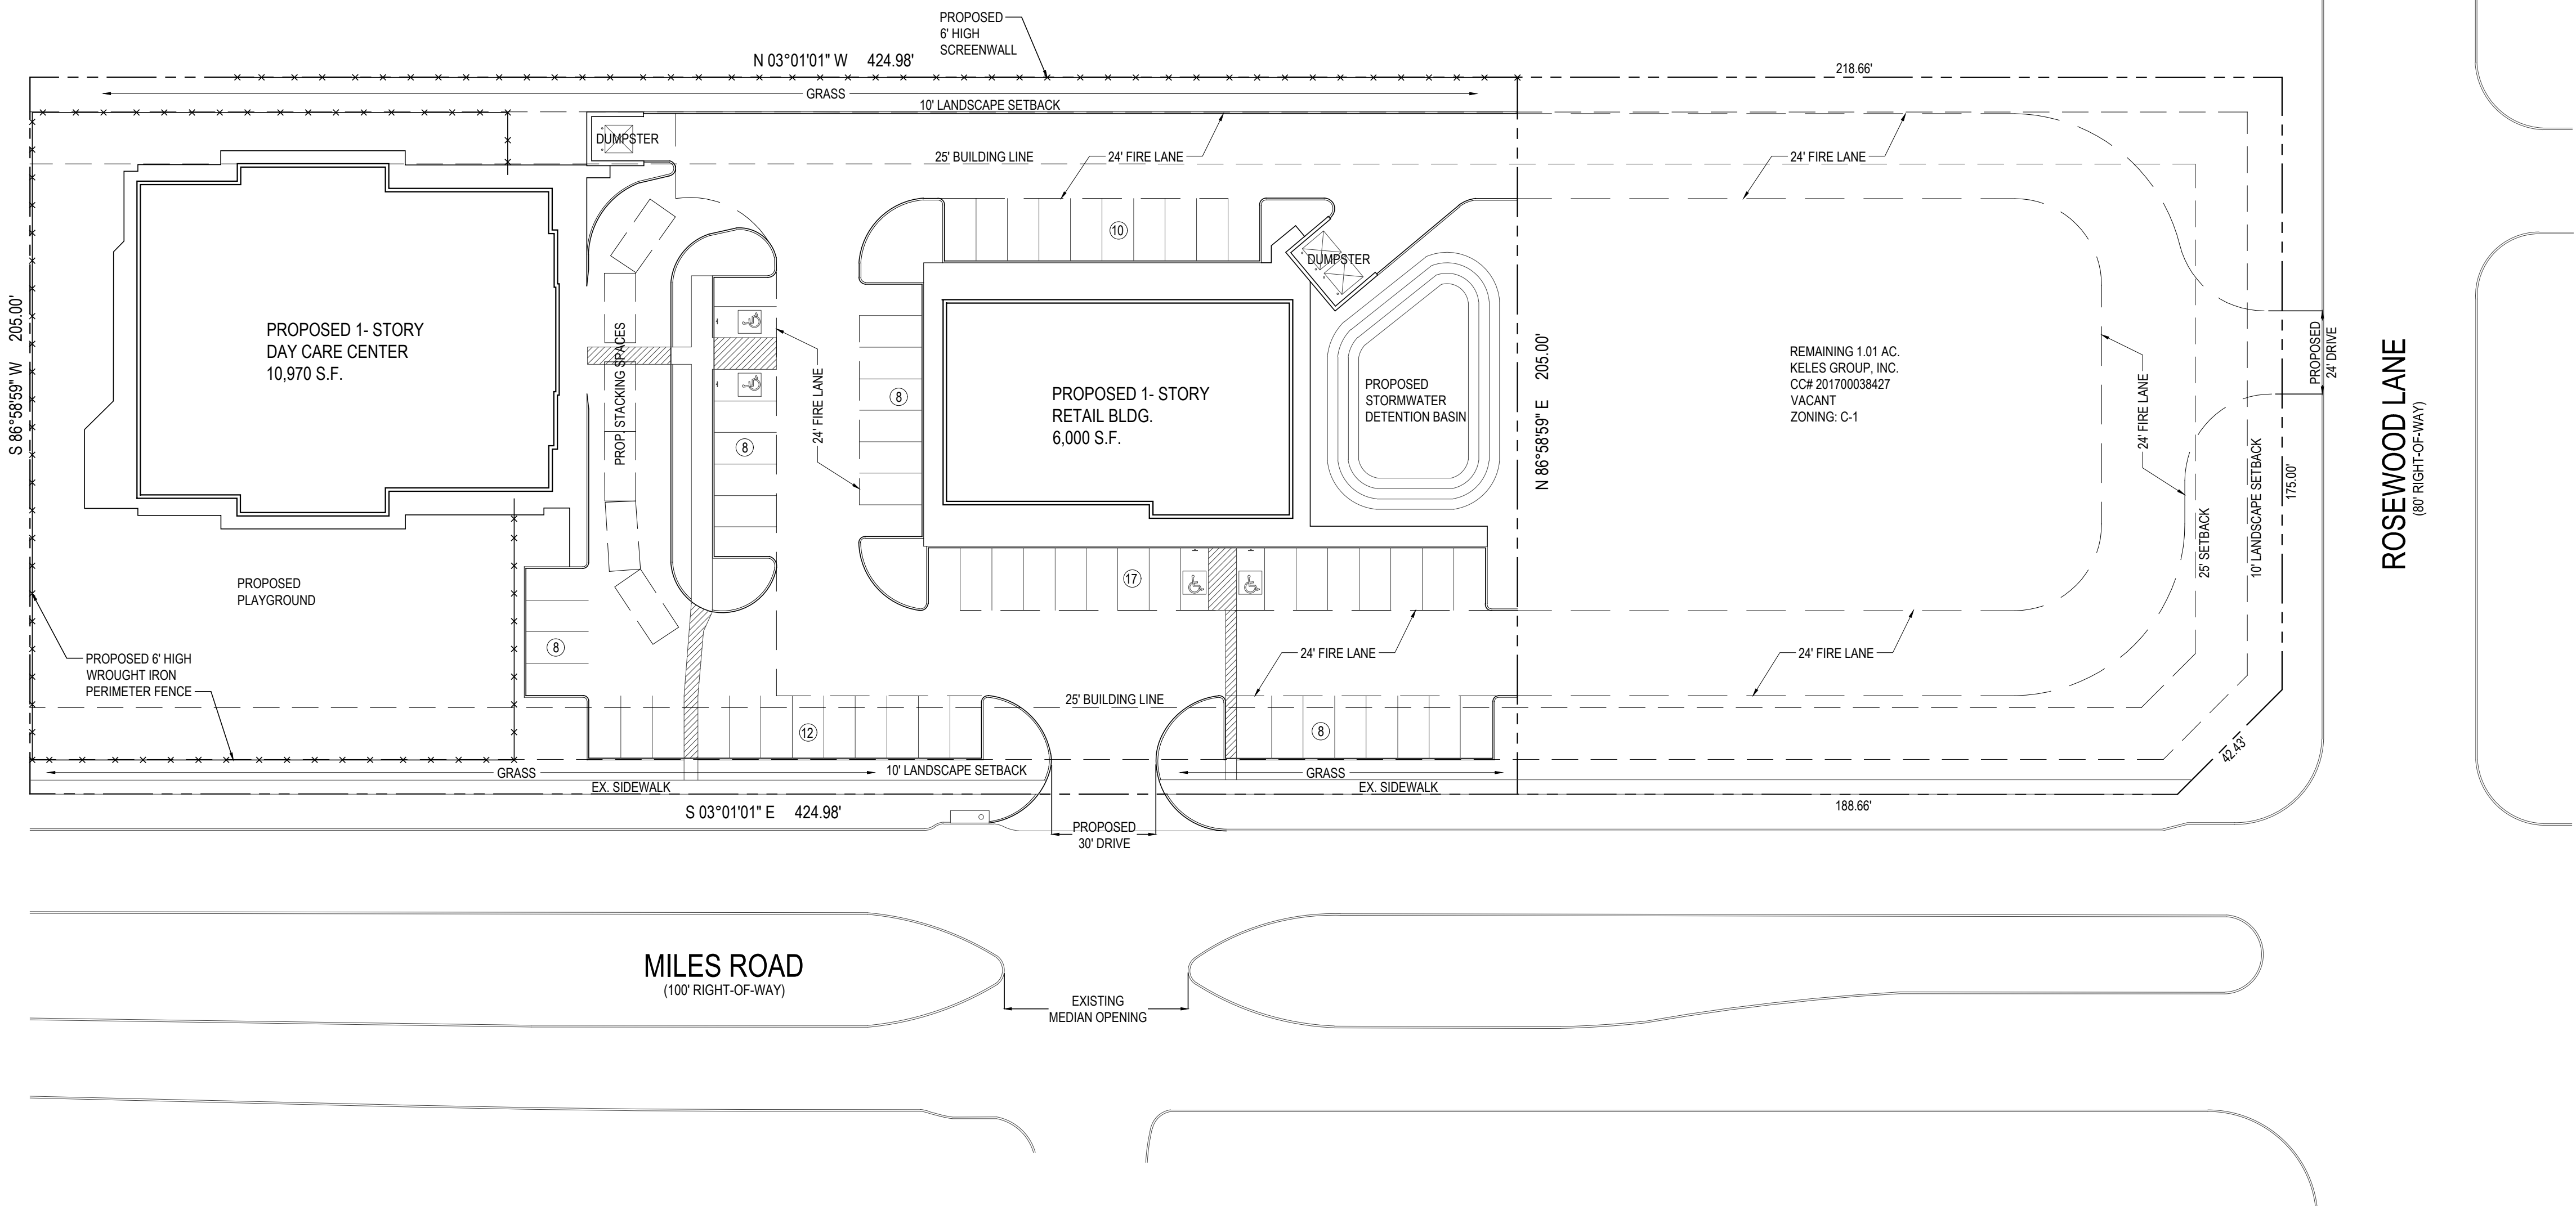 PROPOSED
6' HIGH
SCREENWALL
N 03°01'01" W 424.98'
218.66'
GRASS
10' LANDSCAPE SETBACK
DUMPSTER
25' BUILDING LINE
24' FIRE LANE
24' FIRE LANE
10
DUMPSTER
S 86°58'59" W 205.00'
PROPOSED 1- STORY
DAY CARE CENTER
10,970 S.F.
PROP. STACKING SPACES
8
24' FIRE LANE
8
PROPOSED 1- STORY
RETAIL BLDG.
6,000 S.F.
PROPOSED
STORMWATER
DETENTION BASIN
N 86°58'59" E 205.00'
REMAINING 1.01 AC.
KELES GROUP, INC.
CC# 201700038427
VACANT
ZONING: C-1
24' FIRE LANE
25' SETBACK
10' LANDSCAPE SETBACK
175.00'
PROPOSED
24' DRIVE
ROSEWOOD LANE
(80' RIGHT-OF-WAY)
PROPOSED
PLAYGROUND
17
8
PROPOSED 6' HIGH
WROUGHT IRON
PERIMETER FENCE
24' FIRE LANE
24' FIRE LANE
25' BUILDING LINE
12
8
42.43'
GRASS
10' LANDSCAPE SETBACK
GRASS
EX. SIDEWALK
EX. SIDEWALK
S 03°01'01" E 424.98'
188.66'
PROPOSED
30' DRIVE
MILES ROAD
(100' RIGHT-OF-WAY)
EXISTING
MEDIAN OPENING